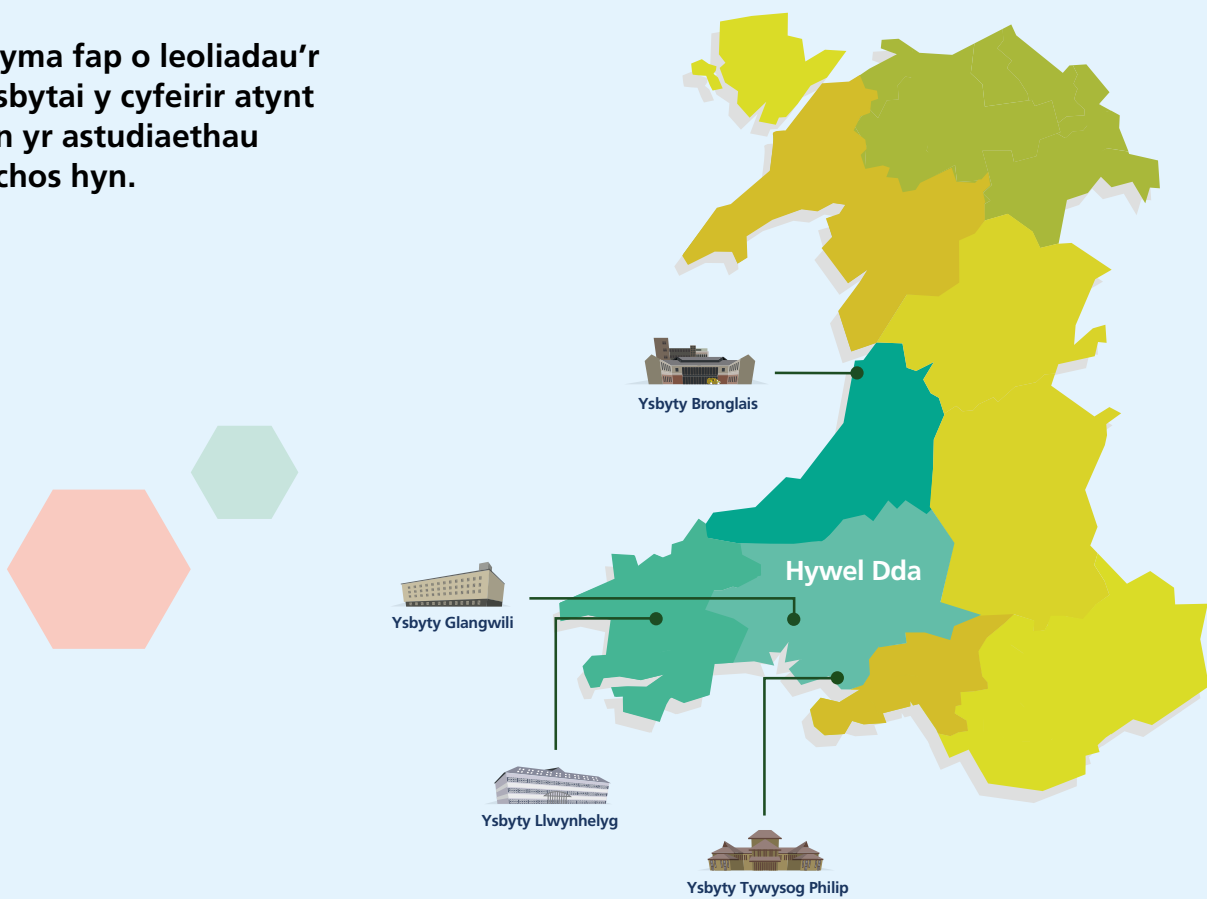 yma fap o leoliadau'r
sbytai y cyfeirir atynt
n yr astudiaethau
chos hyn.
Ysbyty Bronglais
Hywel Dda
Ysbyty Glangwili
Ysbyty Llwynhelyg
Ysbyty Tywysog Philip